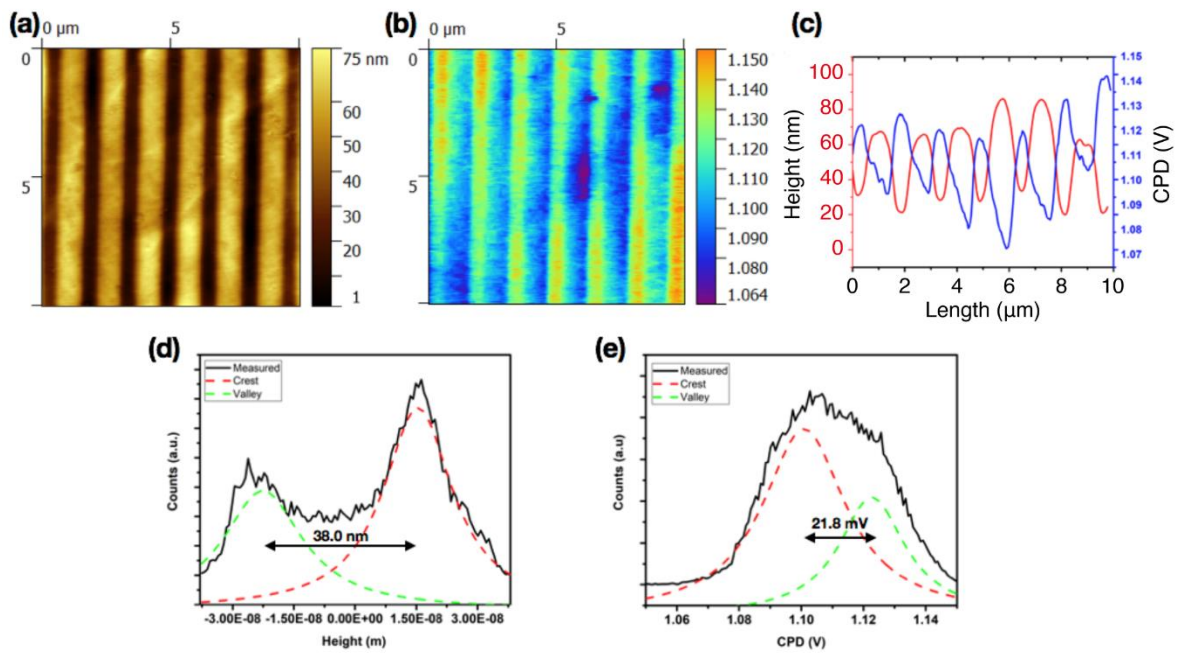 (a)
0 µm 5
0
5
75 nm
60
50
40
30
20
1
(b)
0 µm 5
0
5
1.150
1.130
1.120
1.110
1.100
1.090
1.080
1.064
(c)
Height (nm)
100
80
60
40
20
0
1.15
1.14
1.13
1.12
1.11
1.10
1.09
1.08
1.07
CPD (V)
0 2 4 6 8 10
Length (µm)
(d)
Measured
Crest
Valley
Counts (a.u.)
38.0 nm
-3.00E-08 -1.50E-08 0.00E+00 1.50E-08 3.00E-08
Height (m)
(e)
Measured
Crest
Valley
Counts (a.u)
21.8 mV
1.06 1.08 1.10 1.12 1.14
CPD (V)